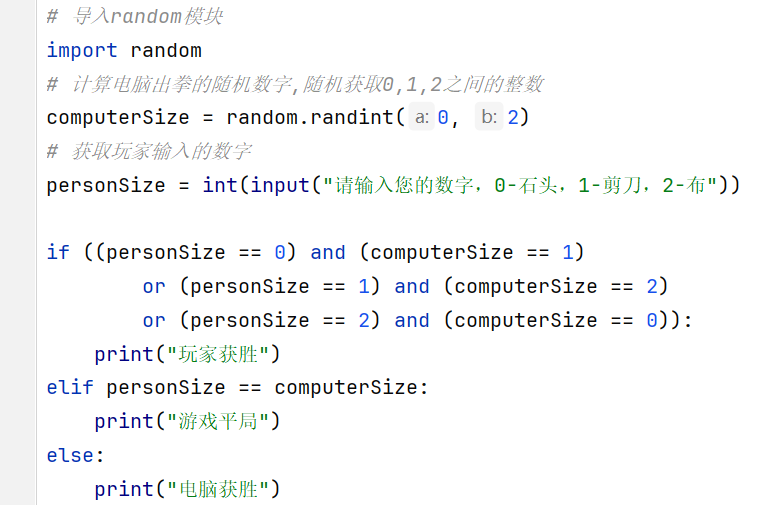 # 导入random模块
import random
# 计算电脑出拳的随机数字,随机获取0,1,2之间的整数
computerSize = random.randint( a: 0, b: 2)
# 获取玩家输入的数字
personSize = int(input("请输入您的数字，0-石头，1-剪刀，2-布"))
if ((personSize == 0) and (computerSize == 1)
or (personSize == 1) and (computerSize == 2)
or (personSize == 2) and (computerSize == 0)):
print("玩家获胜")
elif personSize == computerSize:
print("游戏平局")
else:
print("电脑获胜")